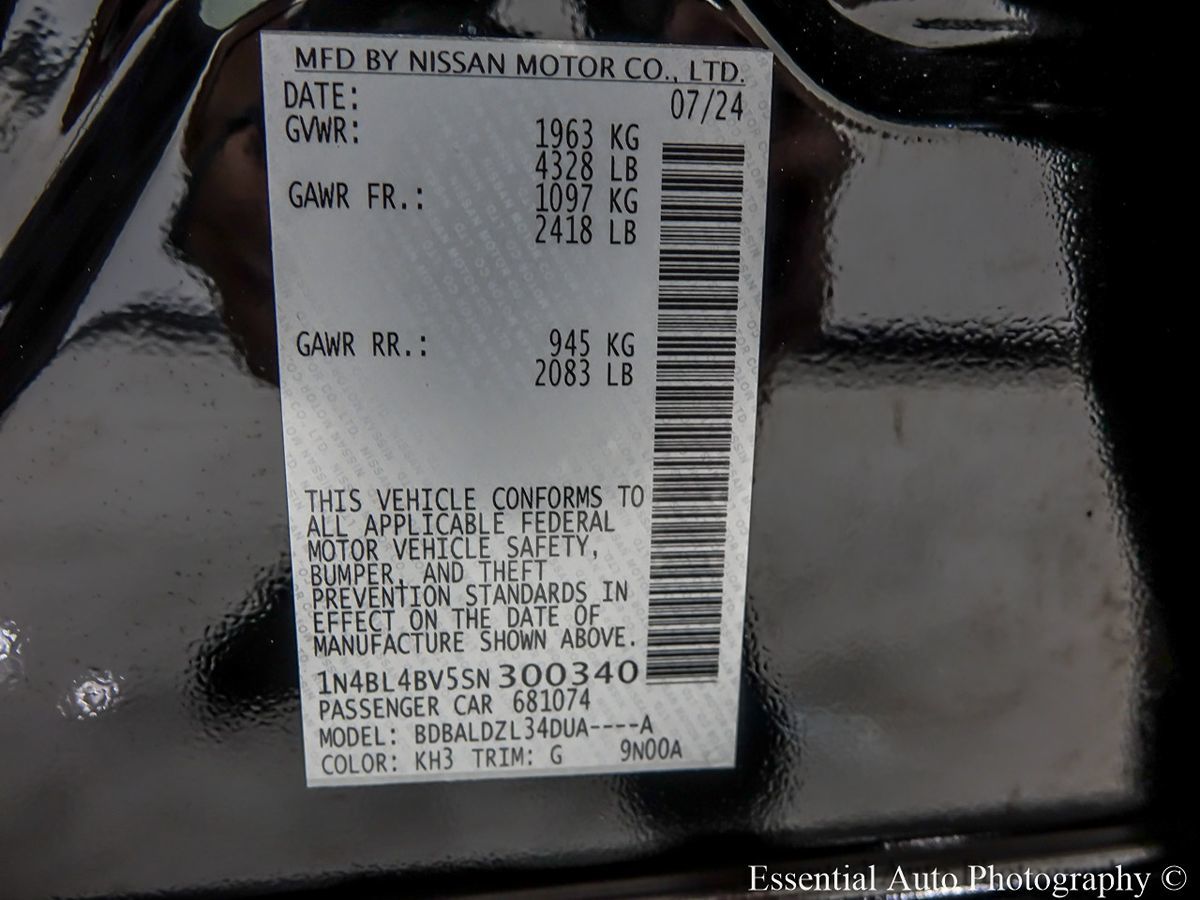 MFD BY NISSAN MOTOR CO., LTD.
DATE: 07/24
GVWR: 1963 KG
4328 LB
GAWR FR.: 1097 KG
2418 LB
GAWR RR.: 945 KG
2083 LB
THIS VEHICLE CONFORMS TO
ALL APPLICABLE FEDERAL
MOTOR VEHICLE SAFETY,
BUMPER, AND THEFT
PREVENTION STANDARDS IN
EFFECT ON THE DATE OF
MANUFACTURE SHOWN ABOVE.
1N4BL4BV5SN300340
PASSENGER CAR 681074
MODEL: BDBALDZL34DUA----A
COLOR: KH3 TRIM: G 9N00A
Essential Auto Photography ©